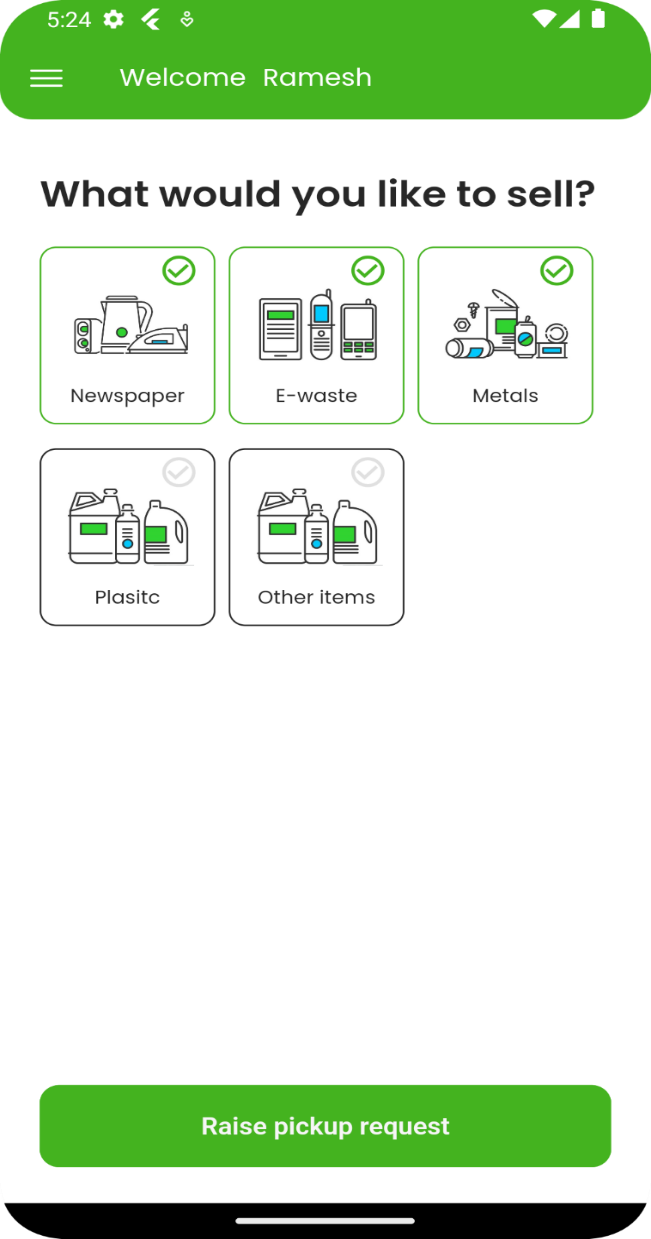 5:24
Welcome Ramesh
What would you like to sell?
Newspaper E-waste Metals
Plasitc Other items
Raise pickup request